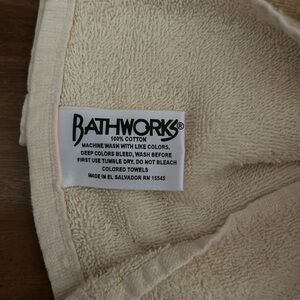 BATHWORKS®
100% COTTON
MACHINE WASH WITH LIKE COLORS,
DEEP COLORS BLEED, WASH BEFORE
FIRST USE TUMBLE DRY, DO NOT BLEACH
COLORED TOWELS
MADE IN EL SALVADOR RN 15545